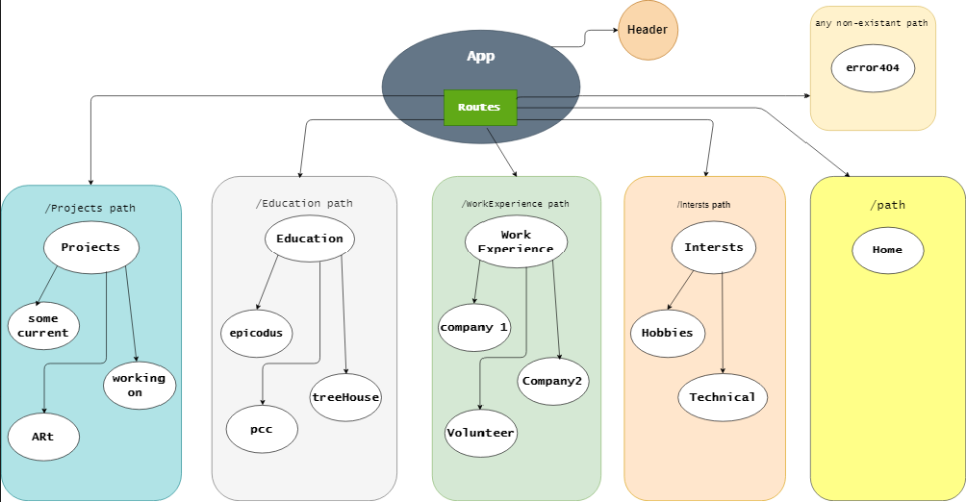 Header
any non-existant path
error404
App
Routes
/Projects path
Projects
some
current
working
on
ARt
/Education path
Education
epicodus
treeHouse
pcc
/WorkExperience path
Work
Experience
company 1
Company2
Volunteer
/Intersts path
Intersts
Hobbies
Technical
/path
Home